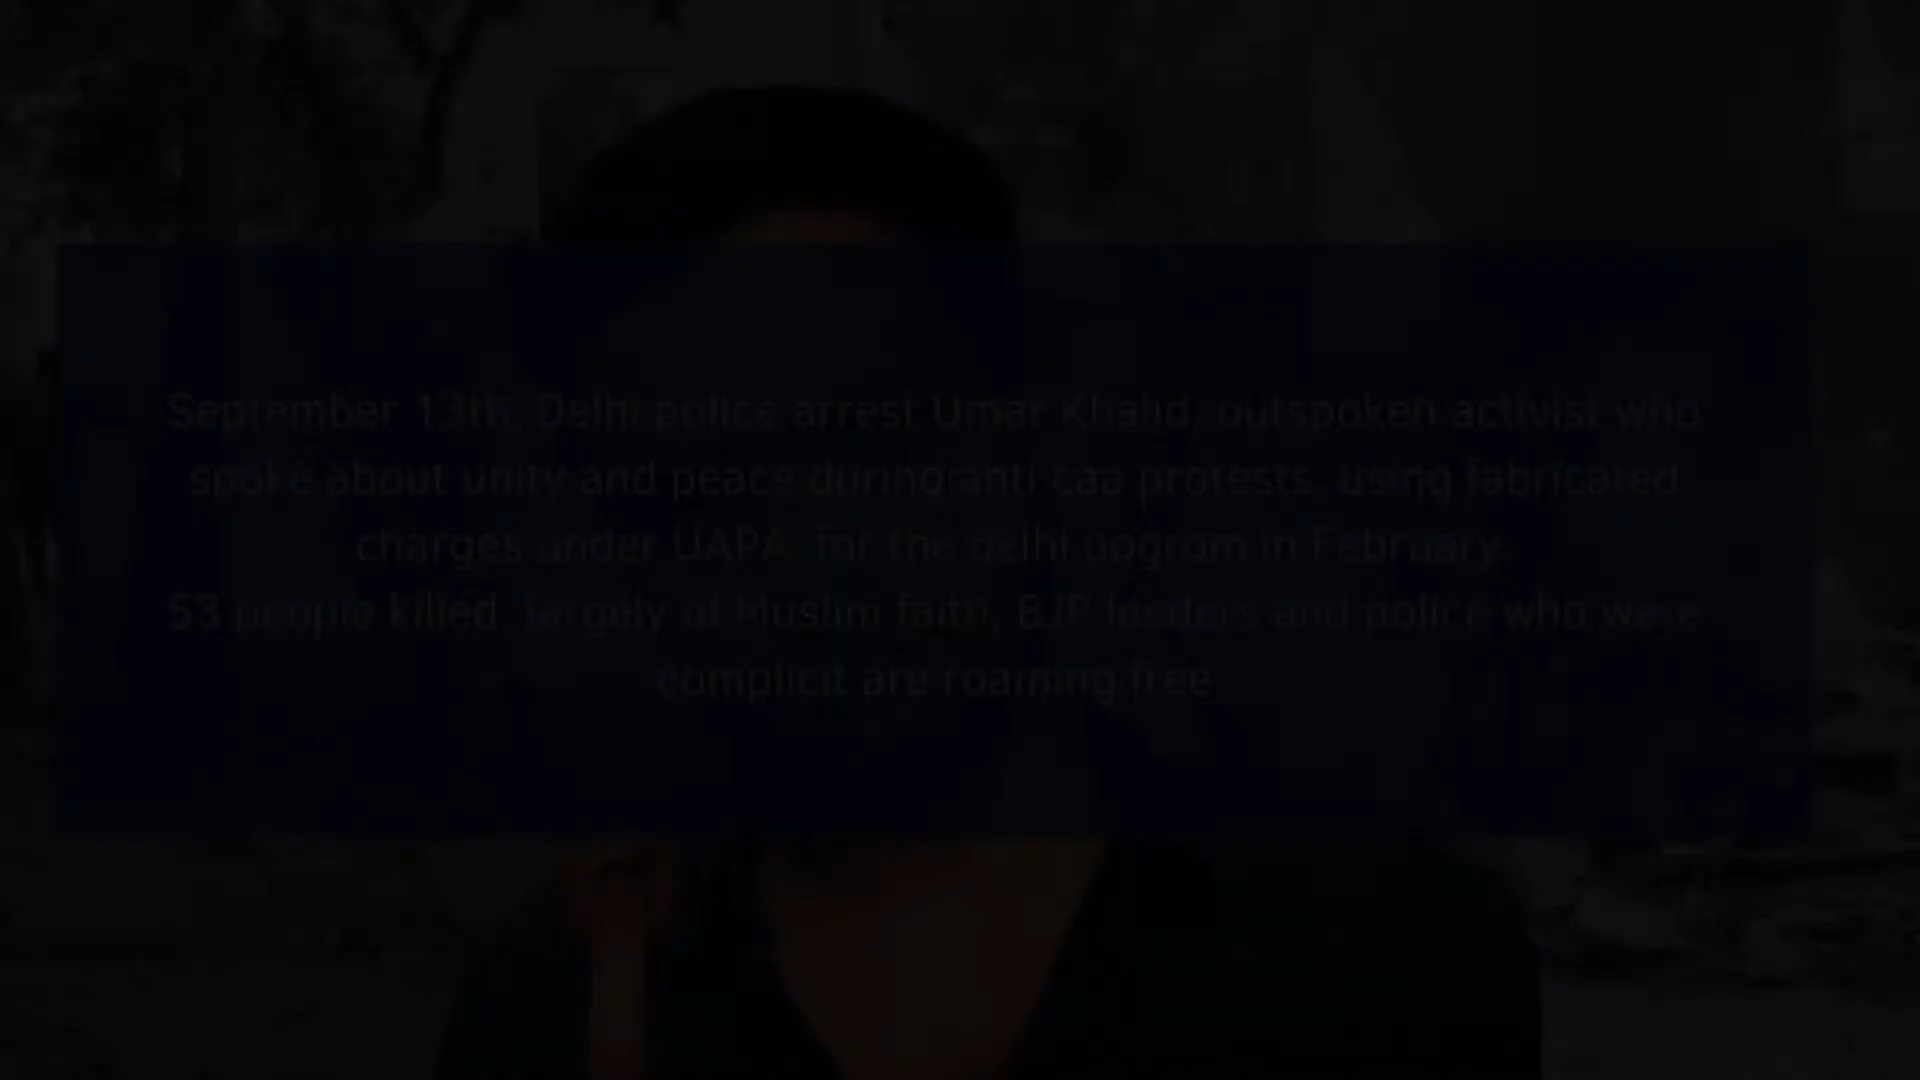 September 13th, Delhi police arrest Umar Khalid, outspoken activist who
spoke about unity and peace during anti caa protests, using fabricated
charges under UAPA, for the delhi pogrom in February.
53 people killed, largely of Muslim faith, BJP leaders and police who were
complicit are roaming free